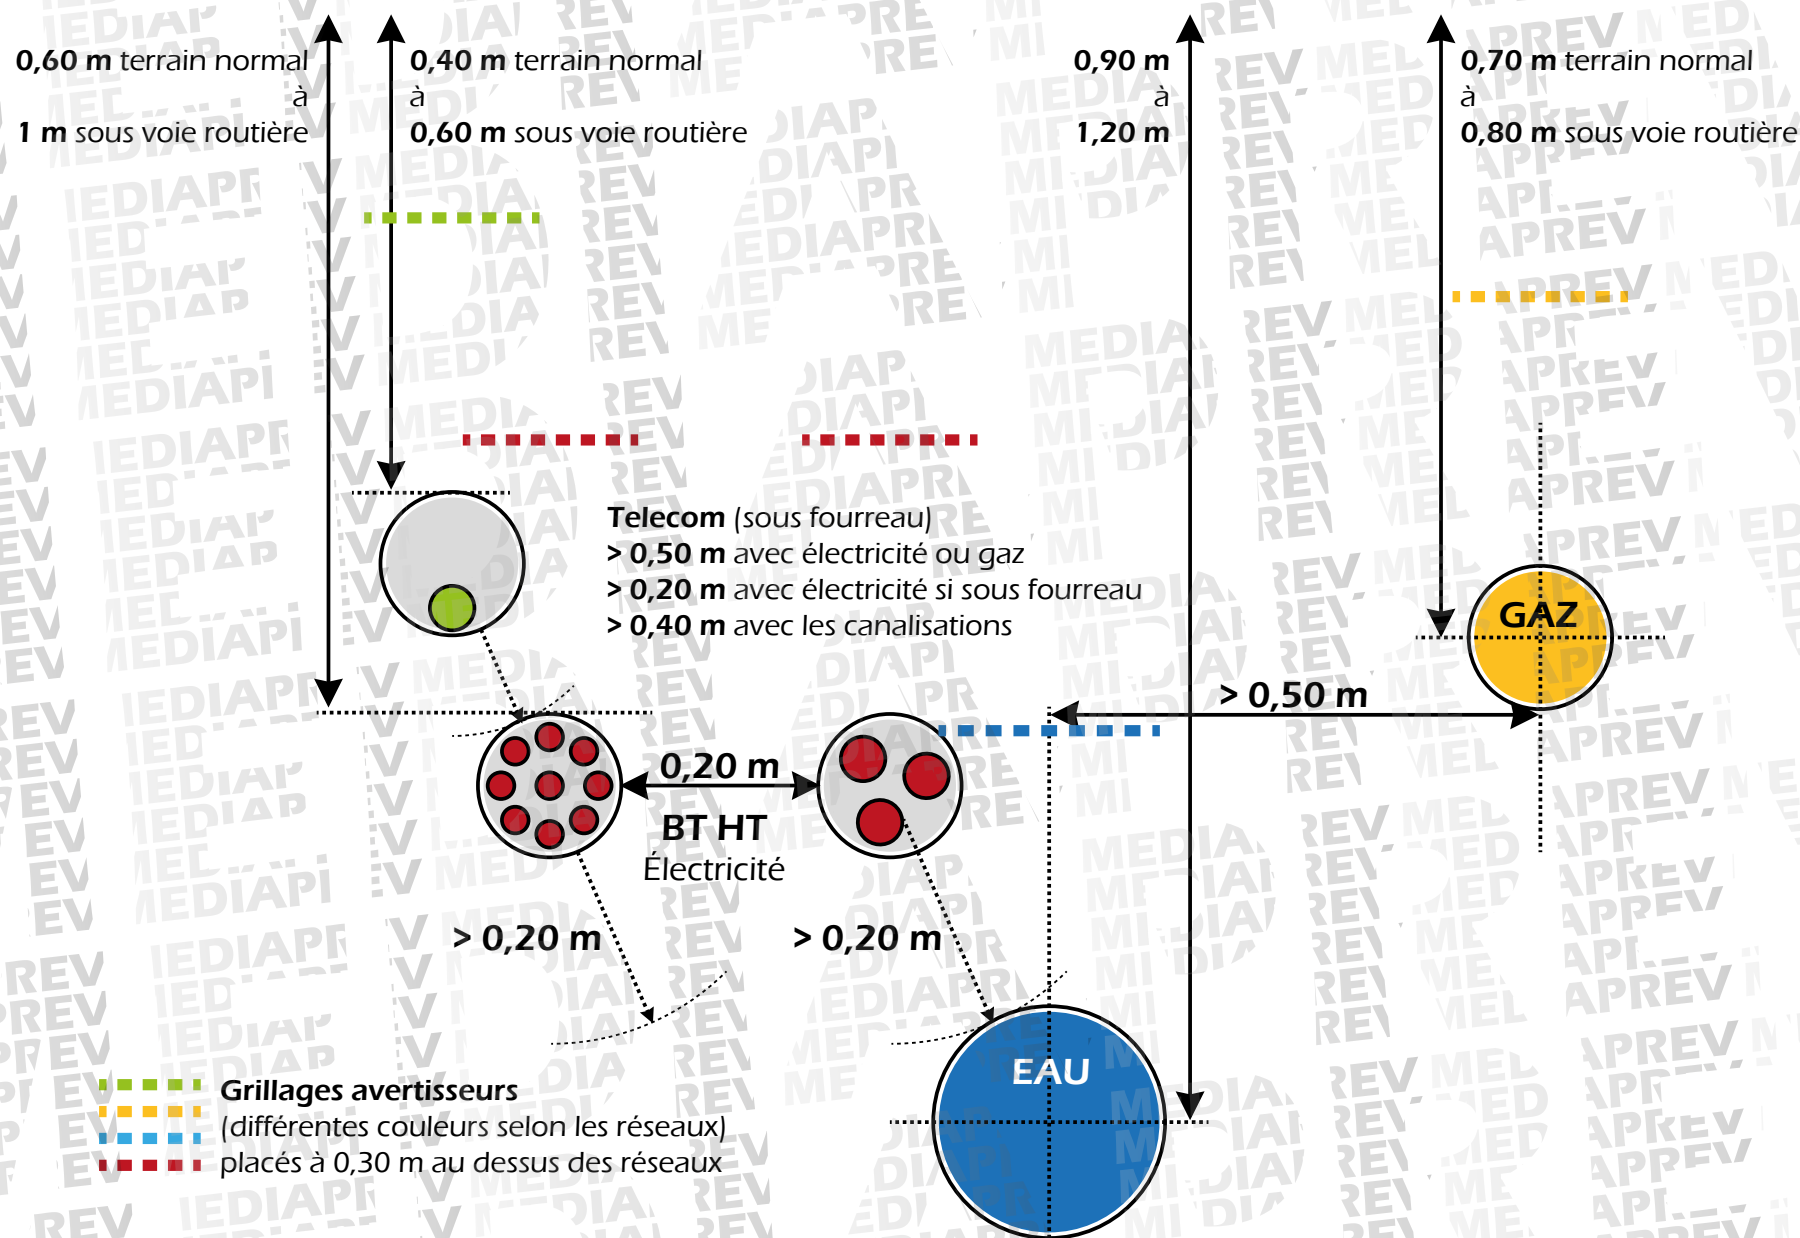 0,60 m terrain normal
à
1 m sous voie routière
0,40 m terrain normal
à
0,60 m sous voie routière
0,90 m
à
1,20 m
0,70 m terrain normal
à
0,80 m sous voie routière
Telecom (sous fourreau)
> 0,50 m avec électricité ou gaz
> 0,20 m avec électricité si sous fourreau
> 0,40 m avec les canalisations
GAZ
> 0,50 m
0,20 m
BT HT
Électricité
> 0,20 m
> 0,20 m
EAU
Grillages avertisseurs
(différentes couleurs selon les réseaux)
placés à 0,30 m au dessus des réseaux